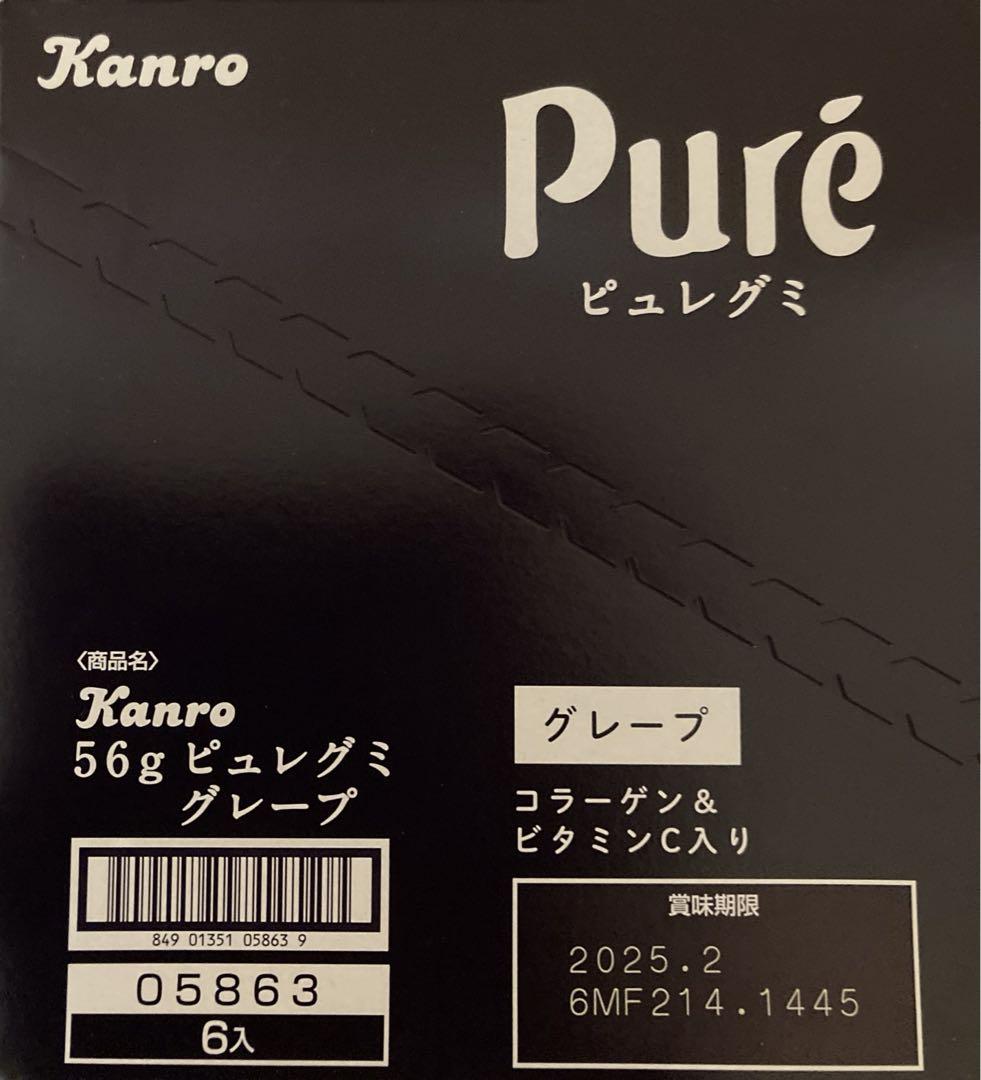 Kanro
Puré
ピュレグミ
〈商品名〉
Kanro
56g ピュレグミ
グレープ
849 01351 05863 9
05863
6入
グレープ
コラーゲン&
ビタミンC入り
賞味期限
2025.2
6MF214.1445